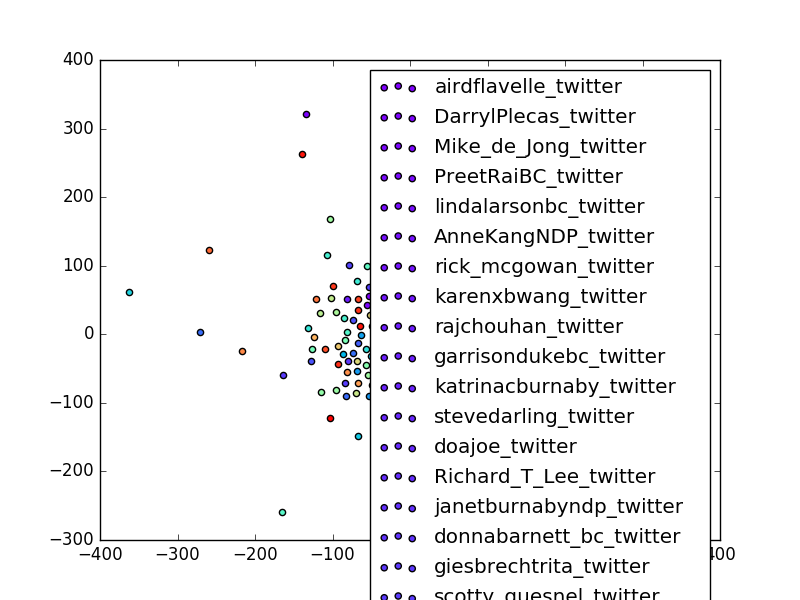 400
300
200
100
0
−100
−200
−300
−400
−300
−200
−100
airdflavelle_twitter
DarrylPlecas_twitter
Mike_de_Jong_twitter
PreetRaiBC_twitter
lindalarsonbc_twitter
AnneKangNDP_twitter
rick_mcgowan_twitter
karenxbwang_twitter
rajchouhan_twitter
garrisondukebc_twitter
katrinacburnaby_twitter
stevedarling_twitter
doajoe_twitter
Richard_T_Lee_twitter
janetburnabyndp_twitter
donnabarnett_bc_twitter
giesbrechtrita_twitter
scotty_quesnel_twitter
400